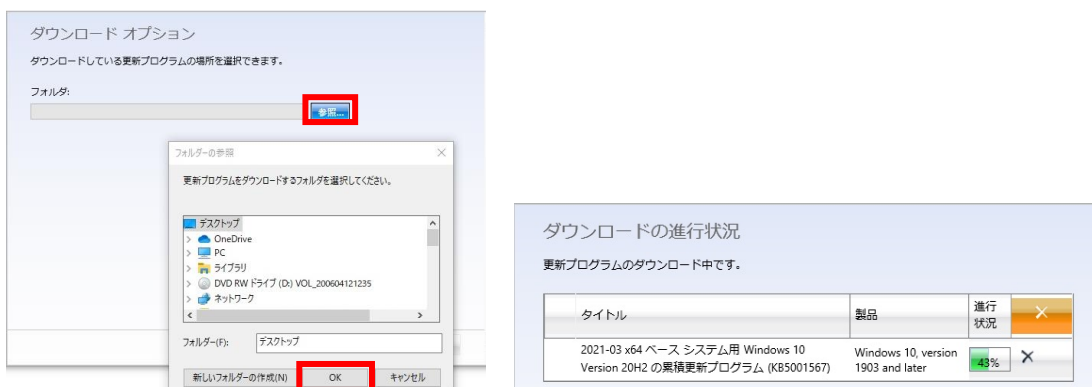 ダウンロード オプション
ダウンロードしている更新プログラムの場所を選択できます。
フォルダ:
参照...
フォルダーの参照
更新プログラムをダウンロードするフォルダを選択してください。
デスクトップ
OneDrive
PC
ライブラリ
DVD RW ドライブ (D:) VOL_200604121235
ネットワーク
フォルダー(F):
デスクトップ
新しいフォルダーの作成(N)
OK
キャンセル
ダウンロードの進行状況
更新プログラムのダウンロード中です。
タイトル
製品
進行
状況
2021-03 x64 ベース システム用 Windows 10
Version 20H2 の累積更新プログラム (KB5001567)
Windows 10, version
1903 and later
43%